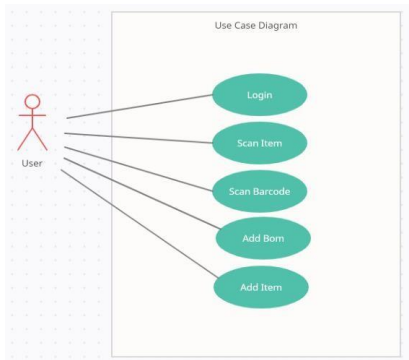 Use Case Diagram
Login
Scan Item
User
Scan Barcode
Add Bom
Add Item